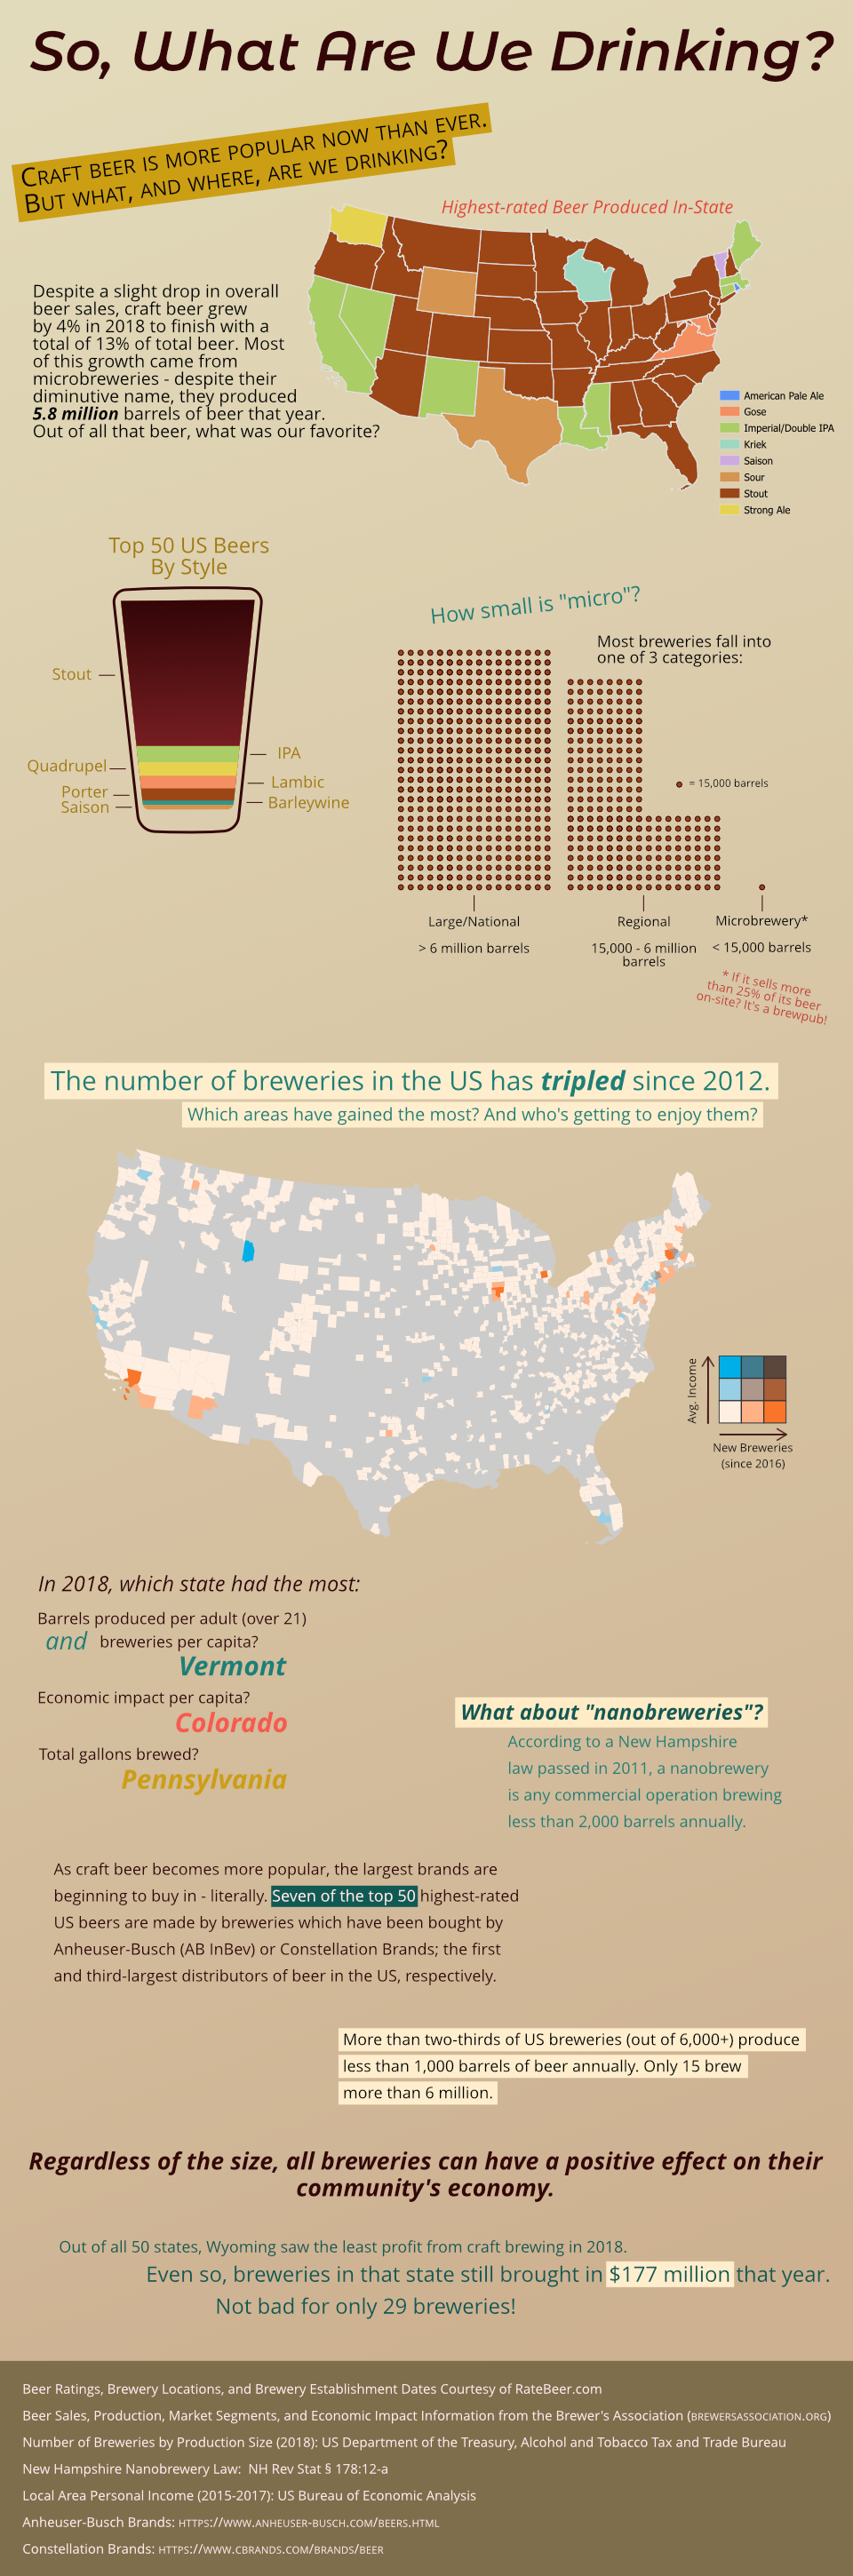 So, What Are We Drinking?
Craft beer is more popular now than ever.
But what, and where, are we drinking?
Highest-rated Beer Produced In-State
Despite a slight drop in overall
beer sales, craft beer grew
by 4% in 2018 to finish with a
total of 13% of total beer. Most
of this growth came from
microbreweries - despite their
diminutive name, they produced
5.8 million barrels of beer that year.
Out of all that beer, what was our favorite?
American Pale Ale
Gose
Imperial/Double IPA
Kriek
Saison
Sour
Stout
Strong Ale
Top 50 US Beers
By Style
Stout
IPA
Quadrupel
Lambic
Porter
Barleywine
Saison
How small is "micro"?
Most breweries fall into
one of 3 categories:
= 15,000 barrels
Large/National
> 6 million barrels
Regional
15,000 - 6 million
barrels
Microbrewery*
< 15,000 barrels
* If it sells more
than 25% of its beer
on-site? It's a brewpub!
The number of breweries in the US has tripled since 2012.
Which areas have gained the most? And who's getting to enjoy them?
Avg. Income
New Breweries
(since 2016)
In 2018, which state had the most:
Barrels produced per adult (over 21)
and breweries per capita?
Vermont
Economic impact per capita?
Colorado
Total gallons brewed?
Pennsylvania
What about "nanobreweries"?
According to a New Hampshire
law passed in 2011, a nanobrewery
is any commercial operation brewing
less than 2,000 barrels annually.
As craft beer becomes more popular, the largest brands are
beginning to buy in - literally. Seven of the top 50 highest-rated
US beers are made by breweries which have been bought by
Anheuser-Busch (AB InBev) or Constellation Brands; the first
and third-largest distributors of beer in the US, respectively.
More than two-thirds of US breweries (out of 6,000+) produce
less than 1,000 barrels of beer annually. Only 15 brew
more than 6 million.
Regardless of the size, all breweries can have a positive effect on their
community's economy.
Out of all 50 states, Wyoming saw the least profit from craft brewing in 2018.
Even so, breweries in that state still brought in $177 million that year.
Not bad for only 29 breweries!
Beer Ratings, Brewery Locations, and Brewery Establishment Dates Courtesy of RateBeer.com
Beer Sales, Production, Market Segments, and Economic Impact Information from the Brewer's Association (brewersassociation.org)
Number of Breweries by Production Size (2018): US Department of the Treasury, Alcohol and Tobacco Tax and Trade Bureau
New Hampshire Nanobrewery Law:  NH Rev Stat § 178:12-a
Local Area Personal Income (2015-2017): US Bureau of Economic Analysis
Anheuser-Busch Brands: https://www.anheuser-busch.com/beers.html
Constellation Brands: https://www.cbrands.com/brands/beer